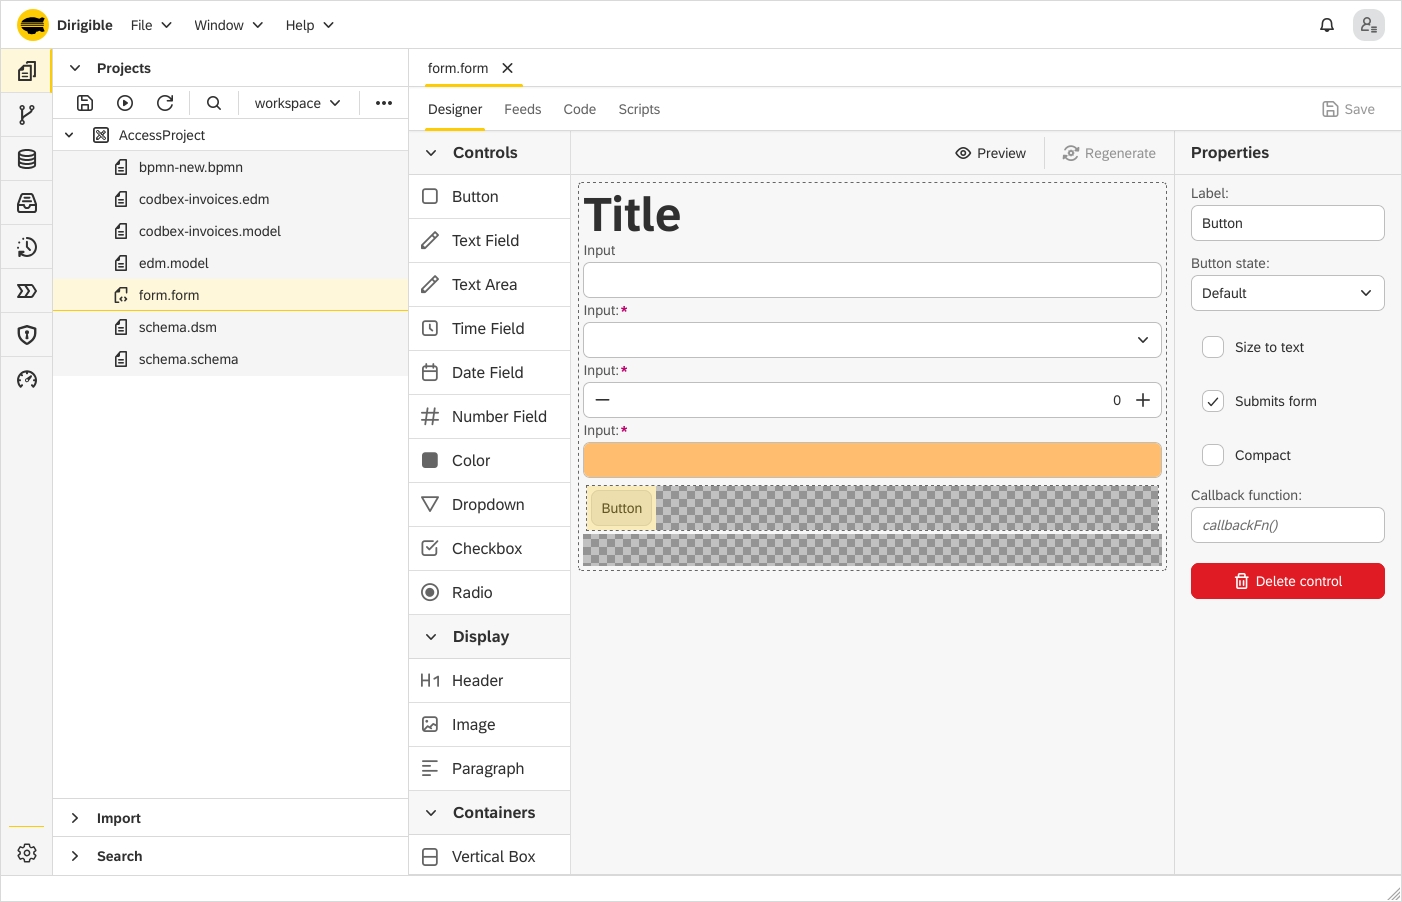 Dirigible File Window Help
Projects
workspace
AccessProject
bpmn-new.bpmn
codbex-invoices.edm
codbex-invoices.model
edm.model
form.form
schema.dsm
schema.schema
Import
Search
form.form
Designer Feeds Code Scripts Save
Controls
Button
Text Field
Text Area
Time Field
Date Field
Number Field
Color
Dropdown
Checkbox
Radio
Display
H1 Header
Image
Paragraph
Containers
Vertical Box
Preview Regenerate
Title
Input
Input:*
Input:*
0
Input:*
Button
Properties
Label:
Button
Button state:
Default
Size to text
Submits form
Compact
Callback function:
callbackFn()
Delete control